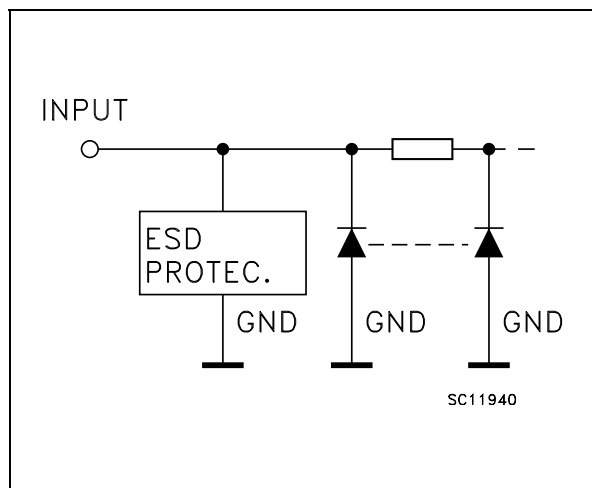 INPUT
ESD
PROTEC.
GND
GND
GND
SC11940